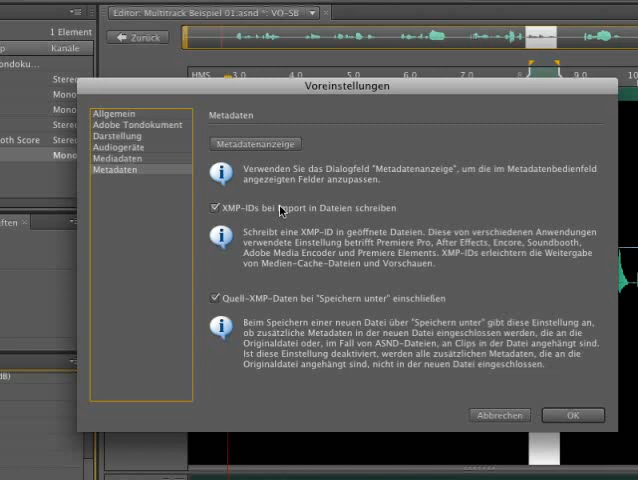 Editor: Multitrack Beispiel 01.asnd *: VO-SB
1 Element
Zurück
Kanäle
HMS 3.0 4.0 5.0 6.0 7.0 9.0
Stereo
Mono
Mono
Stereo
oth Score Stereo
Mono
Voreinstellungen
Allgemein
Adobe Tondokument
Darstellung
Audiogeräte
Mediadaten
Metadaten
Metadaten
Metadatenanzeige
Verwenden Sie das Dialogfeld "Metadatenanzeige", um die im Metadatenbedienfeld
angezeigten Felder anzupassen.
XMP-IDs bei Import in Dateien schreiben
Schreibt eine XMP-ID in geöffnete Dateien. Diese von verschiedenen Anwendungen
verwendete Einstellung betrifft Premiere Pro, After Effects, Encore, Soundbooth,
Adobe Media Encoder und Premiere Elements. XMP-IDs erleichtern die Weitergabe
von Medien-Cache-Dateien und Vorschauen.
Quell-XMP-Daten bei "Speichern unter" einschließen
Beim Speichern einer neuen Datei über "Speichern unter" gibt diese Einstellung an,
ob zusätzliche Metadaten in der neuen Datei eingeschlossen werden, die an die
Originaldatei oder, im Fall von ASND-Dateien, an Clips in der Datei angehängt sind.
Ist diese Einstellung deaktiviert, werden alle zusätzlichen Metadaten, die an die
Originaldatei angehängt sind, nicht in der neuen Datei eingeschlossen.
Abbrechen
OK